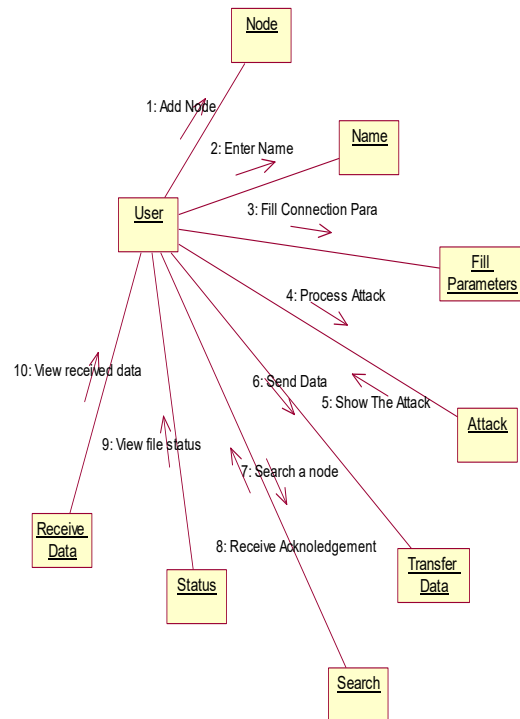 Node
1: Add Node
2: Enter Name
Name
User
3: Fill Connection Para
Fill
Parameters
4: Process Attack
10: View received data
6: Send Data
5: Show The Attack
Attack
9: View file status
7: Search a node
Receive
Data
8: Receive Acknoledgement
Status
Transfer
Data
Search